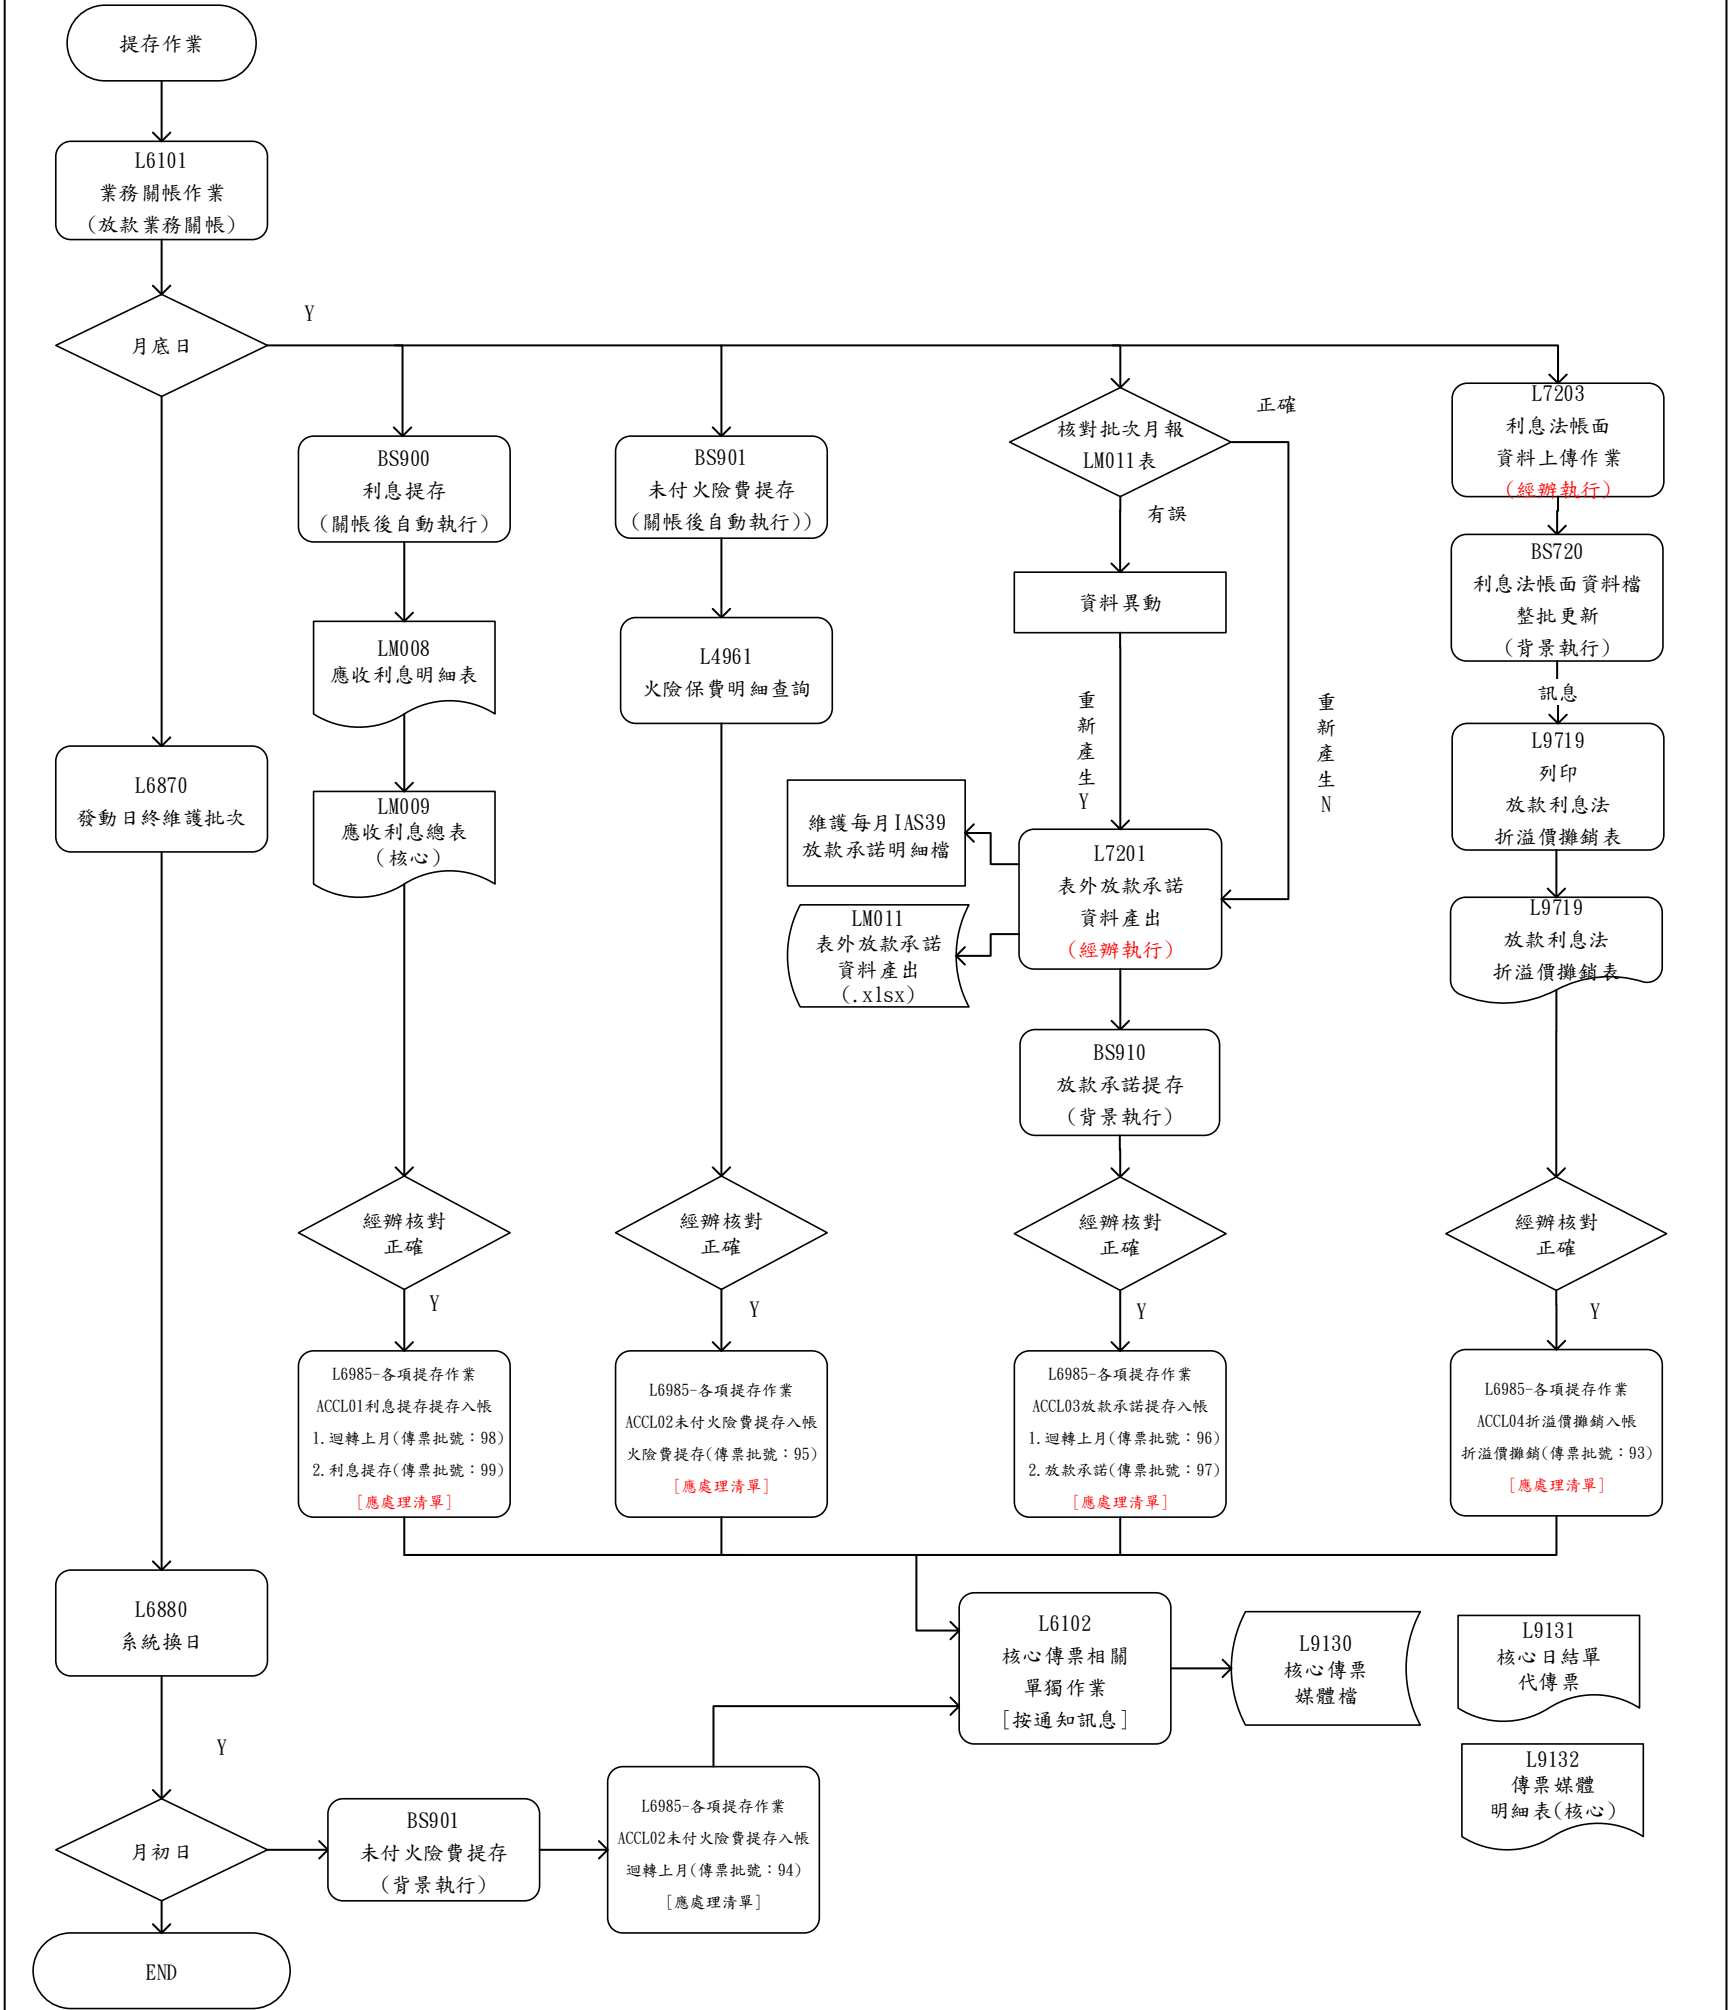 提存作業
L6101
業務關帳作業
(放款業務關帳)
月底日
Y
BS900
利息提存
(關帳後自動執行)
LM008
應收利息明細表
LM009
應收利息總表
(核心)
經辦核對
正確
Y
L6985-各項提存作業
ACCL01利息提存提存入帳
1.迴轉上月(傳票批號：98)
2.利息提存(傳票批號：99)
[應處理清單]
BS901
未付火險費提存
(關帳後自動執行))
L4961
火險保費明細查詢
經辦核對
正確
Y
L6985-各項提存作業
ACCL02未付火險費提存入帳
火險費提存(傳票批號：95)
[應處理清單]
核對批次月報
LM011表
正確
有誤
資料異動
重
新
產
生
Y
重
新
產
生
N
維護每月IAS39
放款承諾明細檔
LM011
表外放款承諾
資料產出
(.xlsx)
L7201
表外放款承諾
資料產出
(經辦執行)
BS910
放款承諾提存
(背景執行)
經辦核對
正確
Y
L6985-各項提存作業
ACCL03放款承諾提存入帳
1.迴轉上月(傳票批號：96)
2.放款承諾(傳票批號：97)
[應處理清單]
L7203
利息法帳面
資料上傳作業
(經辦執行)
BS720
利息法帳面資料檔
整批更新
(背景執行)
訊息
L9719
列印
放款利息法
折溢價攤銷表
L9719
放款利息法
折溢價攤銷表
經辦核對
正確
Y
L6985-各項提存作業
ACCL04折溢價攤銷入帳
折溢價攤銷(傳票批號：93)
[應處理清單]
L6870
發動日終維護批次
L6880
系統換日
Y
月初日
END
BS901
未付火險費提存
(背景執行)
L6985-各項提存作業
ACCL02未付火險費提存入帳
迴轉上月(傳票批號：94)
[應處理清單]
L6102
核心傳票相關
單獨作業
[按通知訊息]
L9130
核心傳票
媒體檔
L9131
核心日結單
代傳票
L9132
傳票媒體
明細表(核心)